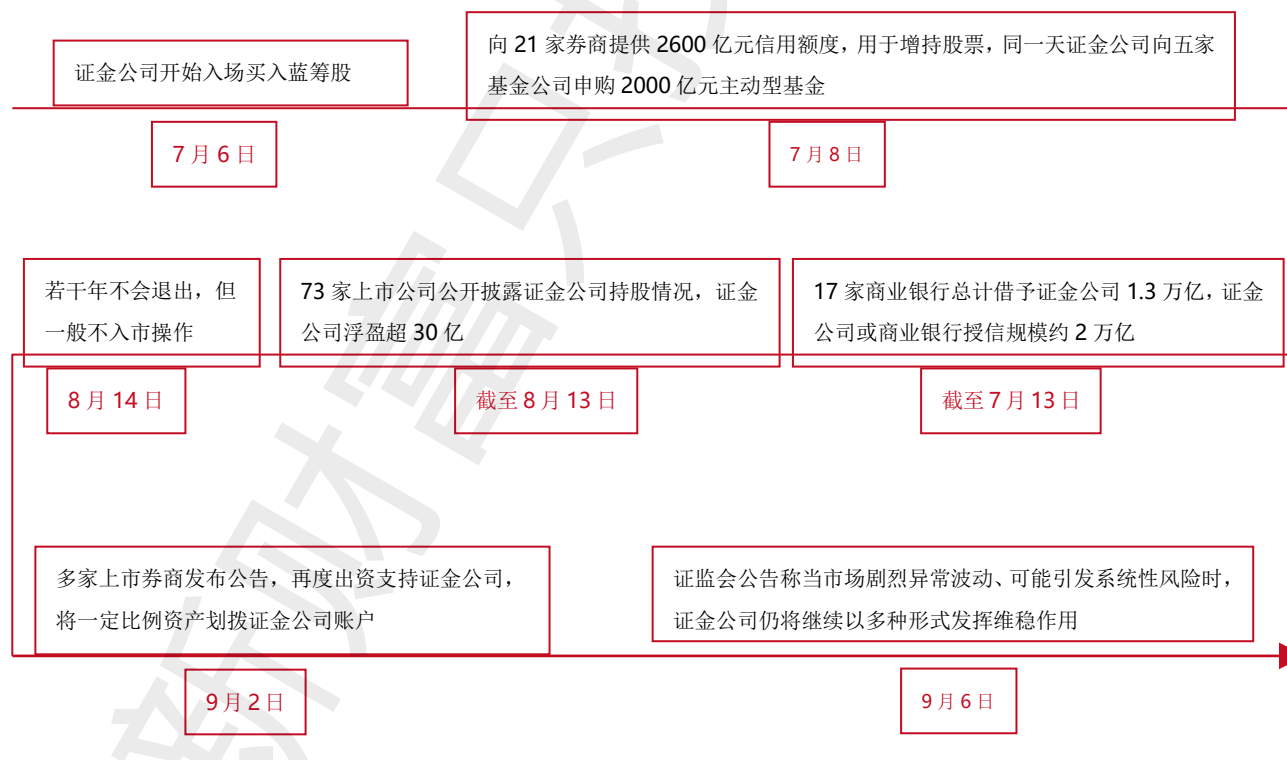 证金公司开始入场买入蓝筹股
向 21 家券商提供 2600 亿元信用额度，用于增持股票，同一天证金公司向五家
基金公司申购 2000 亿元主动型基金
7 月 6 日
7 月 8 日
若干年不会退出，但
一般不入市操作
73 家上市公司公开披露证金公司持股情况，证金
公司浮盈超 30 亿
17 家商业银行总计借予证金公司 1.3 万亿，证金
公司或商业银行授信规模约 2 万亿
8 月 14 日
截至 8 月 13 日
截至 7 月 13 日
多家上市券商发布公告，再度出资支持证金公司，
将一定比例资产划拨证金公司账户
证监会公告称当市场剧烈异常波动、可能引发系统性风险时，
证金公司仍将继续以多种形式发挥维稳作用
9 月 2 日
9 月 6 日
新财富只